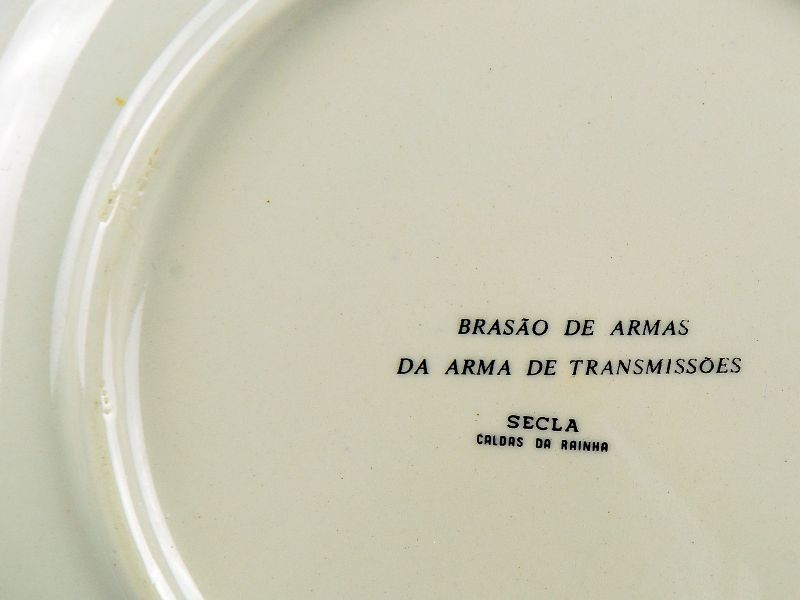 BRASÃO DE ARMAS
DA ARMA DE TRANSMISSÕES
SECLA
CALDAS DA RAINHA